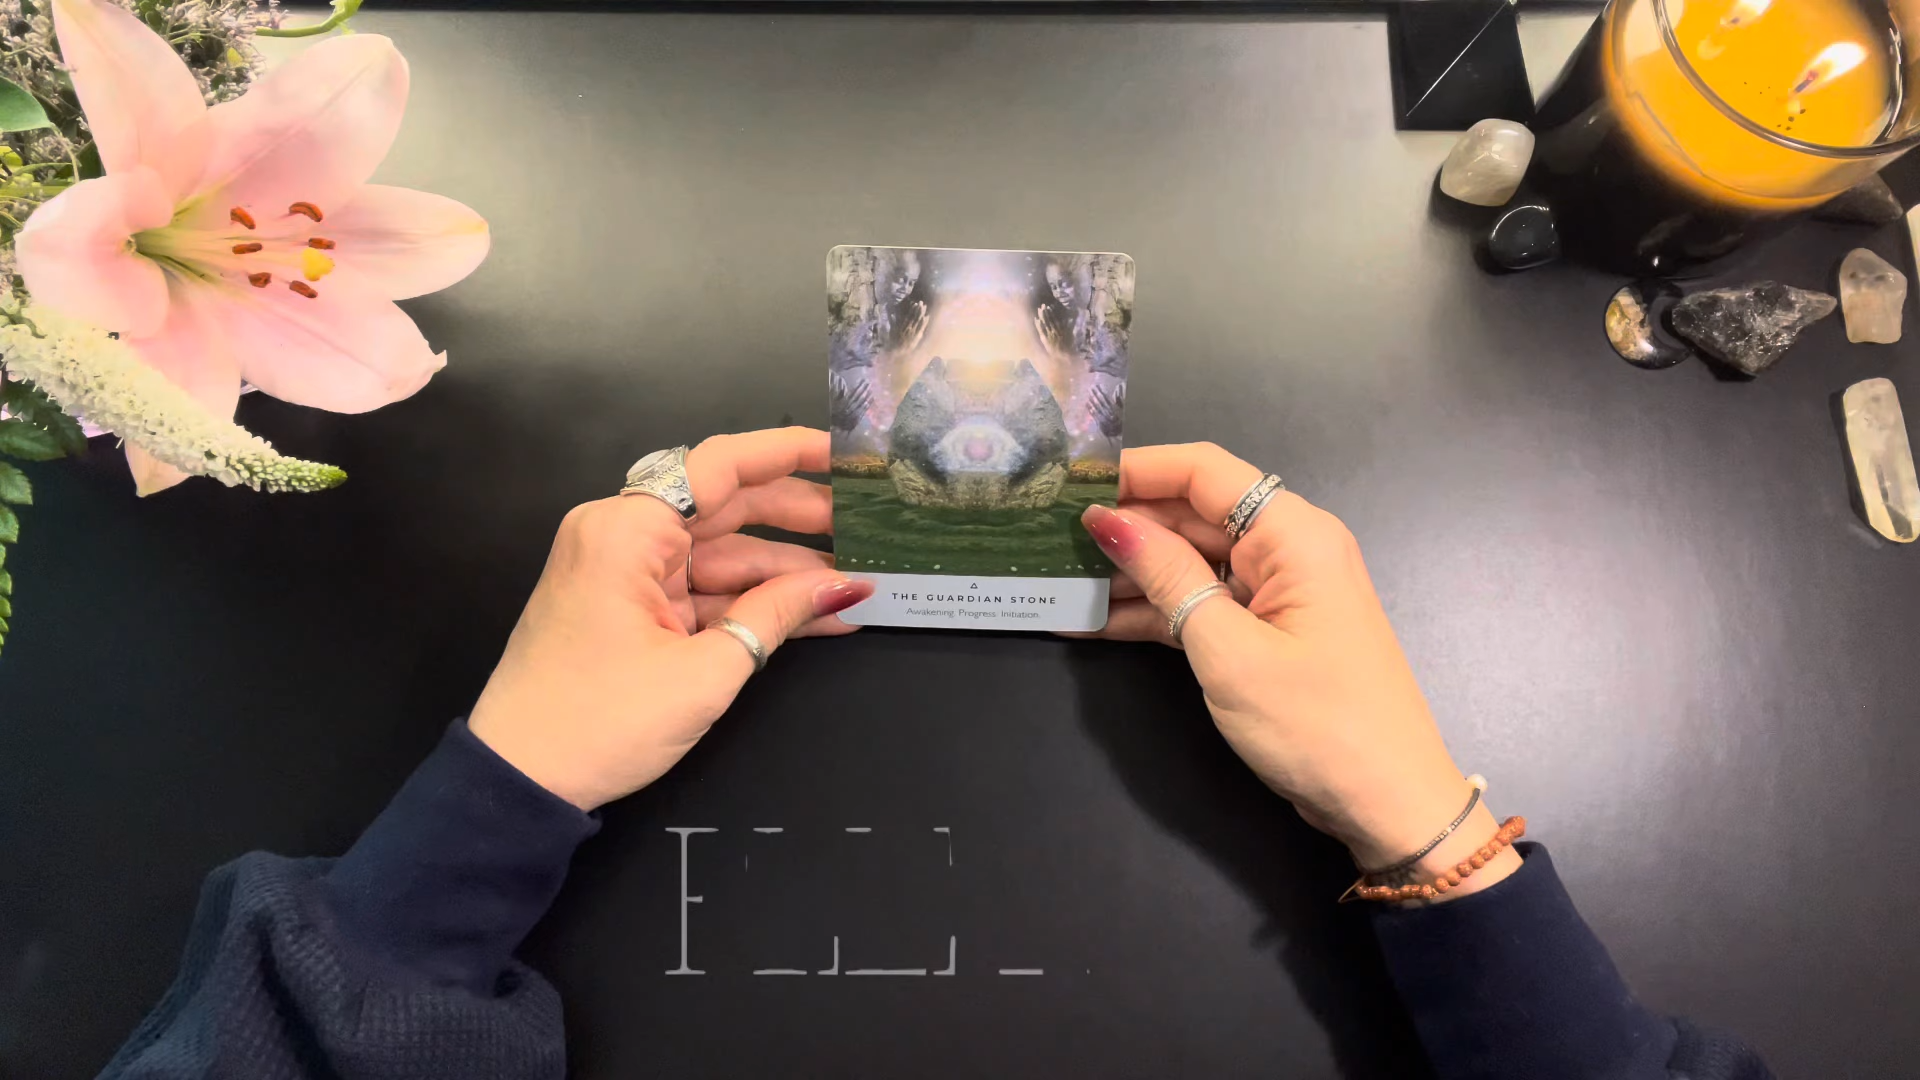 THE GUARDIAN STONE
Awakening. Progress. Initiation.